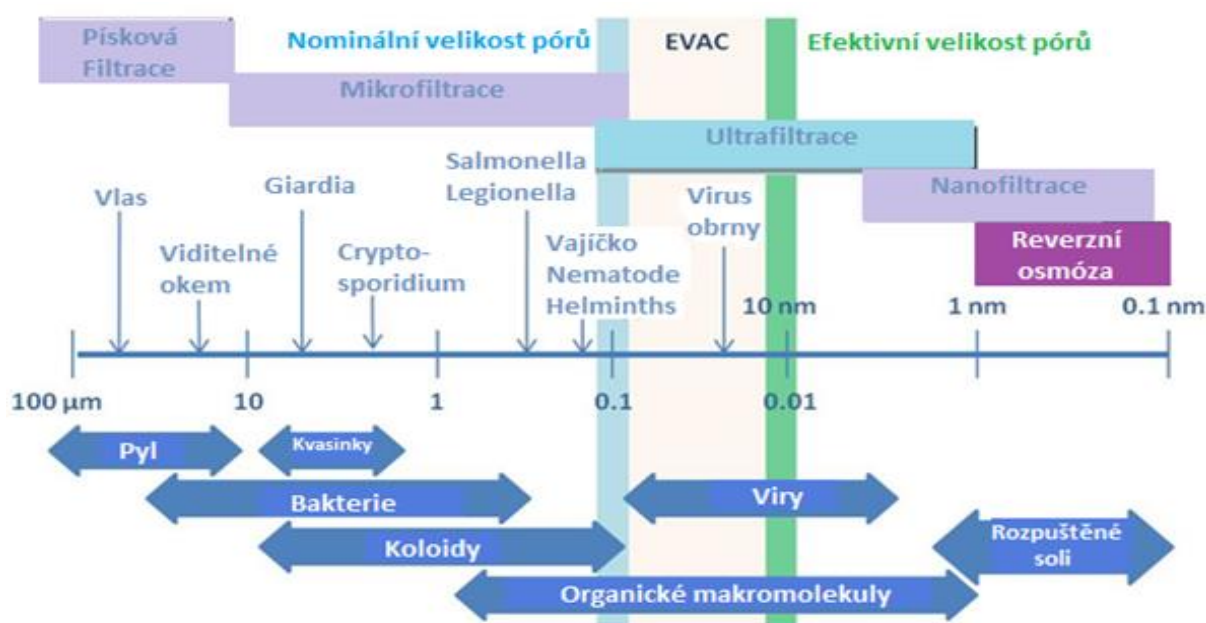 Písková
Filtrace
Nominální velikost pórů
EVAC
Efektivní velikost pórů
Mikrofiltrace
Ultrafiltrace
Nanofiltrace
Reverzní
osmóza
Vlas
Viditelné
okem
Giardia
Crypto-
sporidium
Salmonella
Legionella
Vajíčko
Nematode
Helminths
Virus
obrny
10 nm
1 nm
0.1 nm
100 µm
10
1
0.1
0.01
Pyl
Kvasinky
Bakterie
Viry
Koloidy
Rozpuštěné
soli
Organické makromolekuly